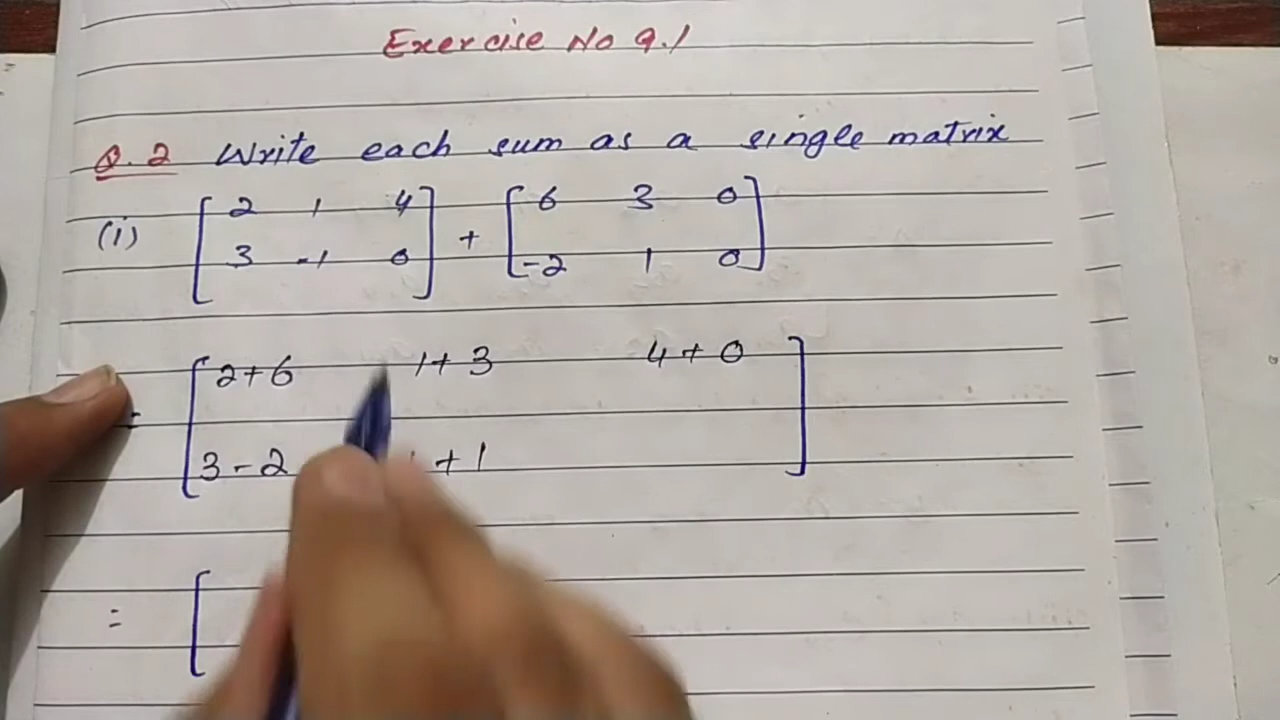 Exercise No 9.1
Q.2 Write each sum as a single matrix
(i) [ 2 1 4 ] + [ 6 3 0 ]
[ 3 -1 0 ] [ -2 1 0 ]
= [ 2+6 1+3 4+0 ]
[ 3-2 +1 ]
= [